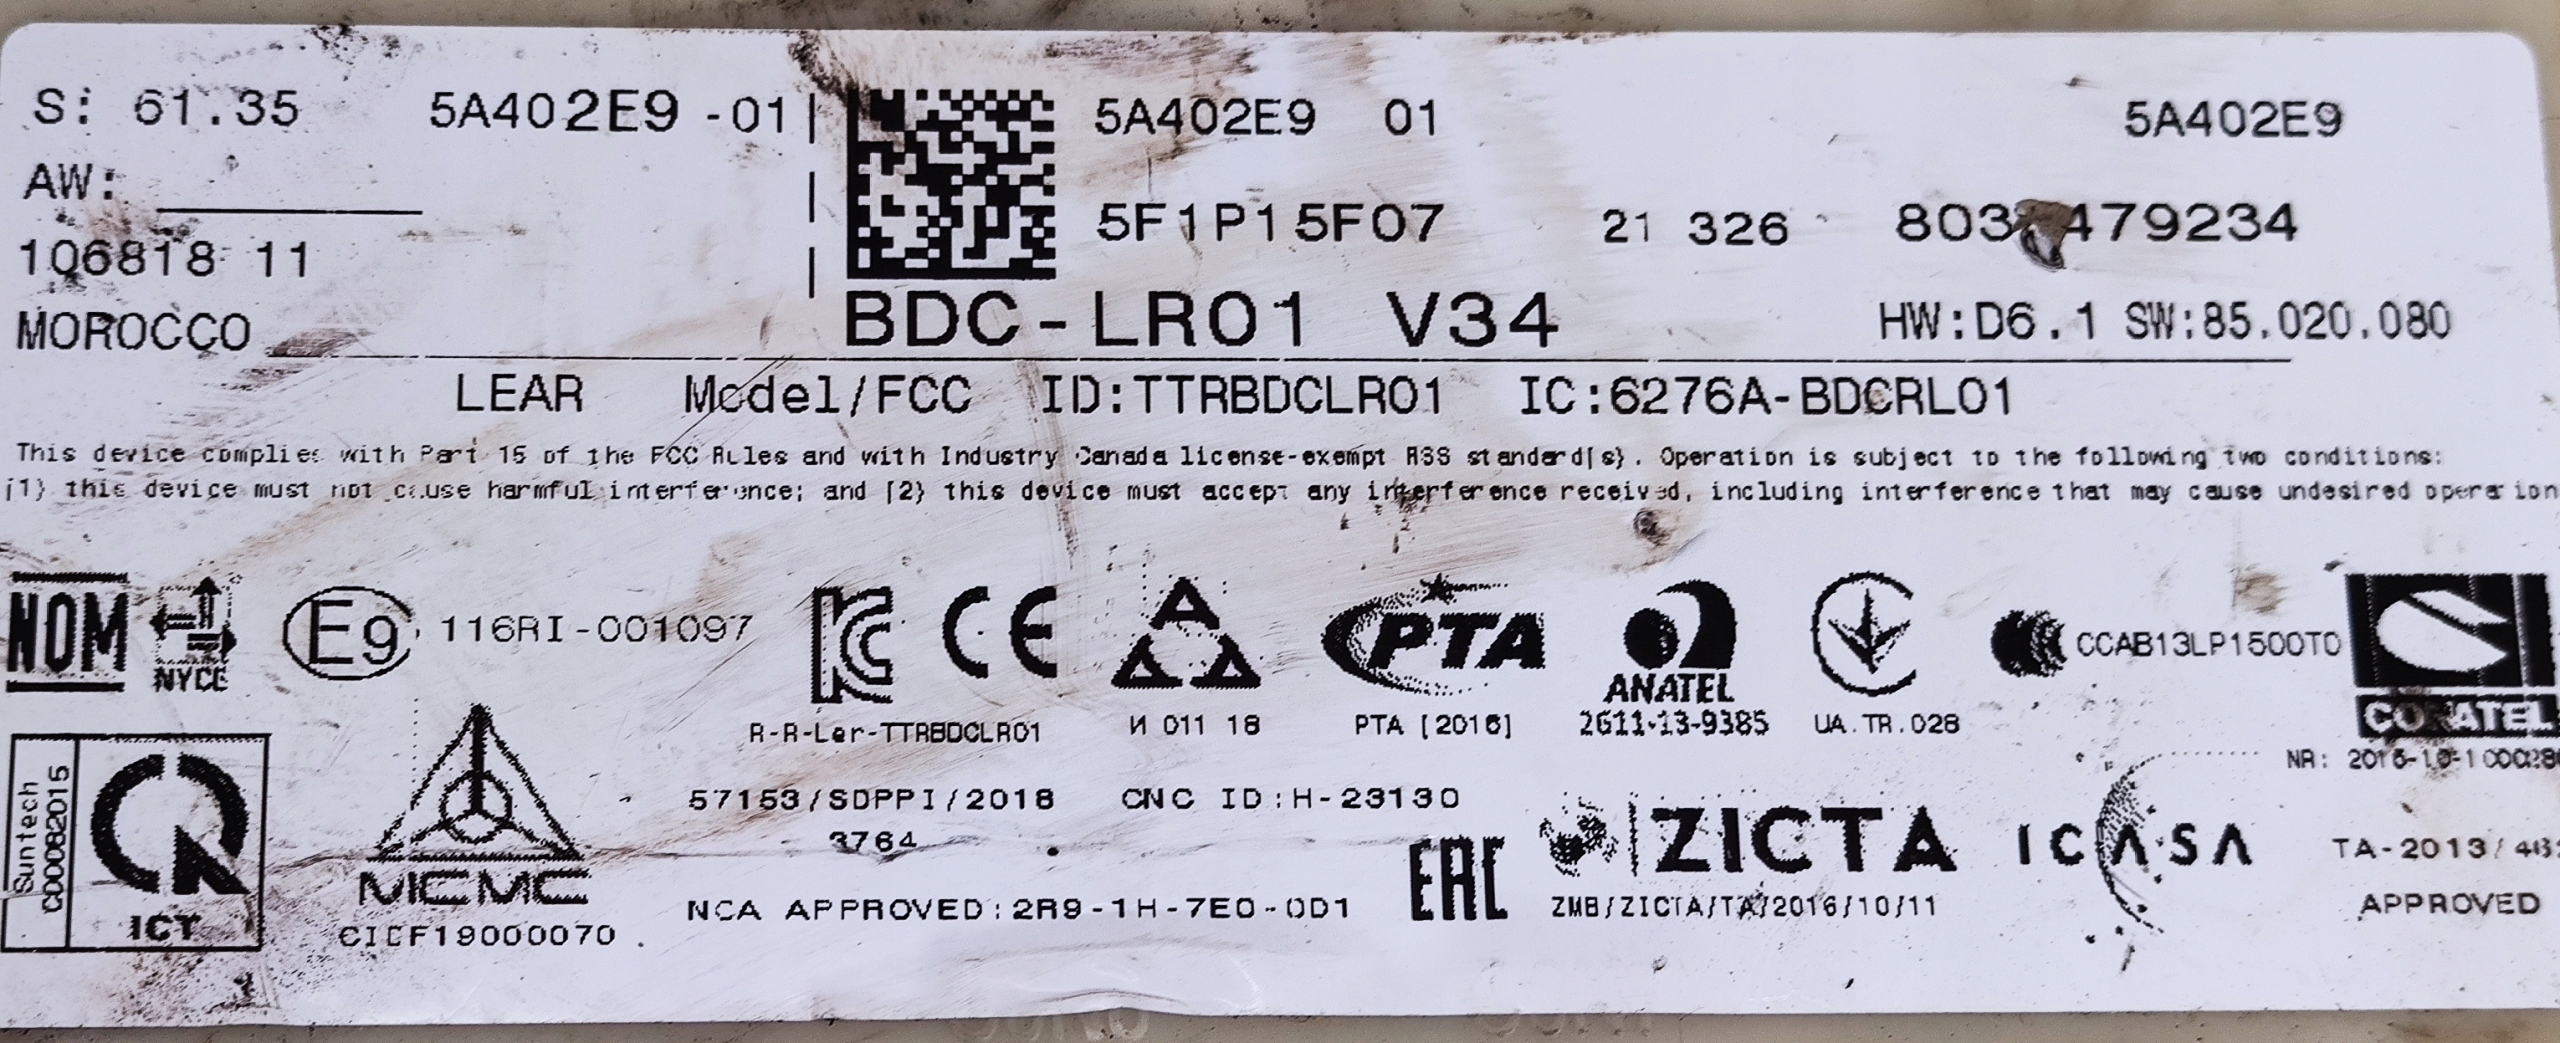 S: 61.35 5A402E9 -01
5A402E9 01
5A402E9
AW:
5F1P15F07 21 326
106818 11
MOROCCO
BDC-LR01 V34
HW:D6.1 SW:85.020.080
LEAR Model/FCC ID:TTRBDCLR01 IC:6276A-BDCRL01
This device complies with Part 15 of the FCC Rules and with Industry Canada license-exempt RSS standard(s). Operation is subject to the following two conditions:
(1) this device must not cause harmful interference; and (2) this device must accept any interference received, including interference that may cause undesired operation
NOM
NYCE
E9 116RI-001097
KC
CE
A
PTA
ANATEL
CCAB13LP1500T0
CONATEL
R-R-Ler-TTRBDCLR01
И 011 18
PTA [2016]
2611-13-9385
UA.TR.028
Suntech
C00082015
ICT
MCMC
CIDF19000070
57153/SDPPI/2018
3764
CNC ID:H-23130
NCA APPROVED:2R9-1H-7E0-0D1
EAC
ZICTA
ZMB/ZICTA/TA/2016/10/11
ICASA
APPROVED